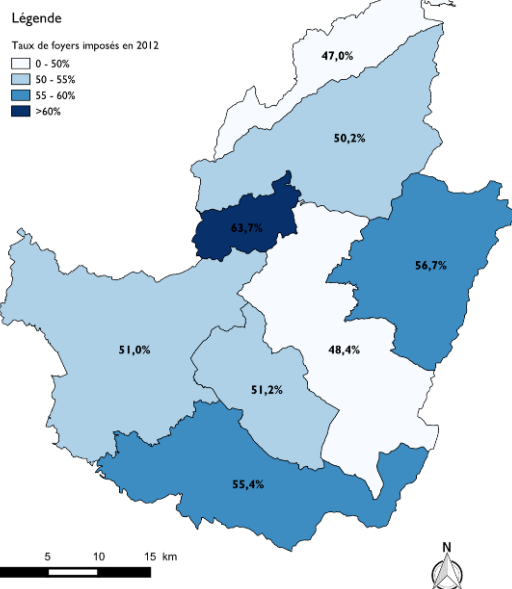 Légende
Taux de foyers imposés en 2012
0 - 50%
50 - 55%
55 - 60%
>60%
47,0%
50,2%
63,7%
56,7%
51,0%
48,4%
51,2%
55,4%
5 10 15 km
N